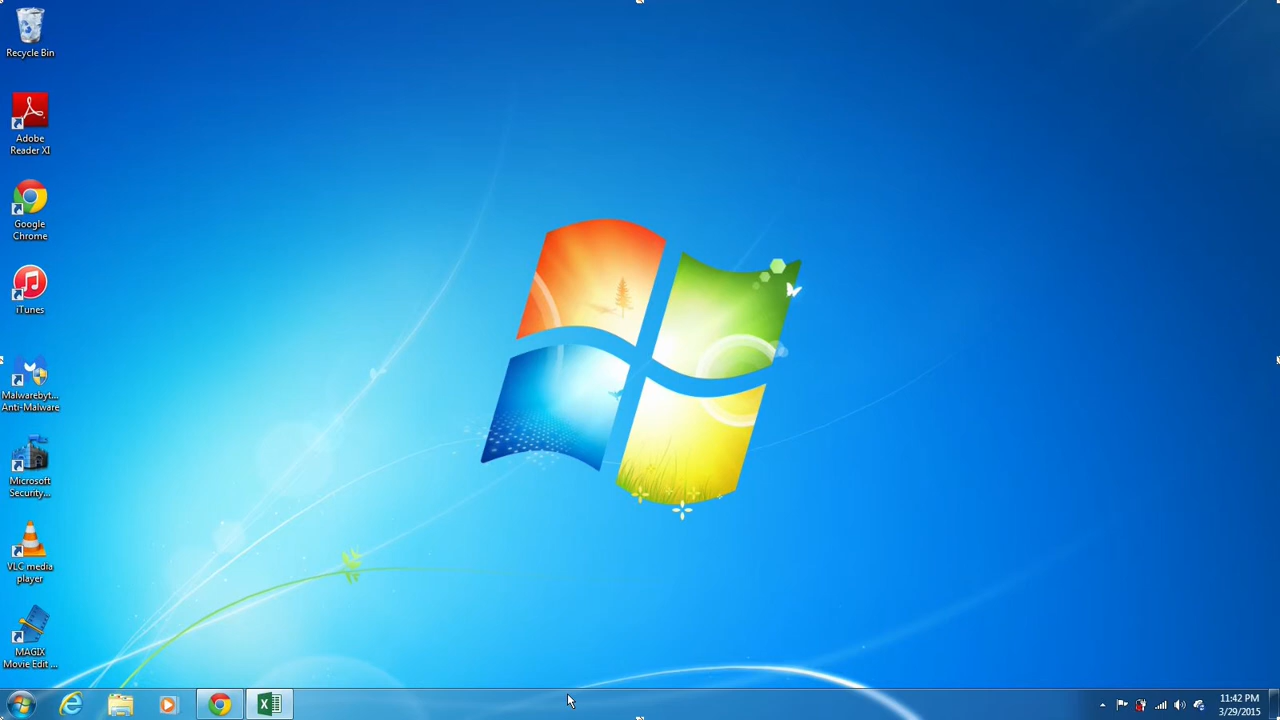 Recycle Bin
Adobe
Reader XI
Google
Chrome
iTunes
Malwareby t...
Anti-Malware
Microsoft
Security...
VLC media
player
MAGIX
Movie Edit ...
11:42 PM
3/29/2015